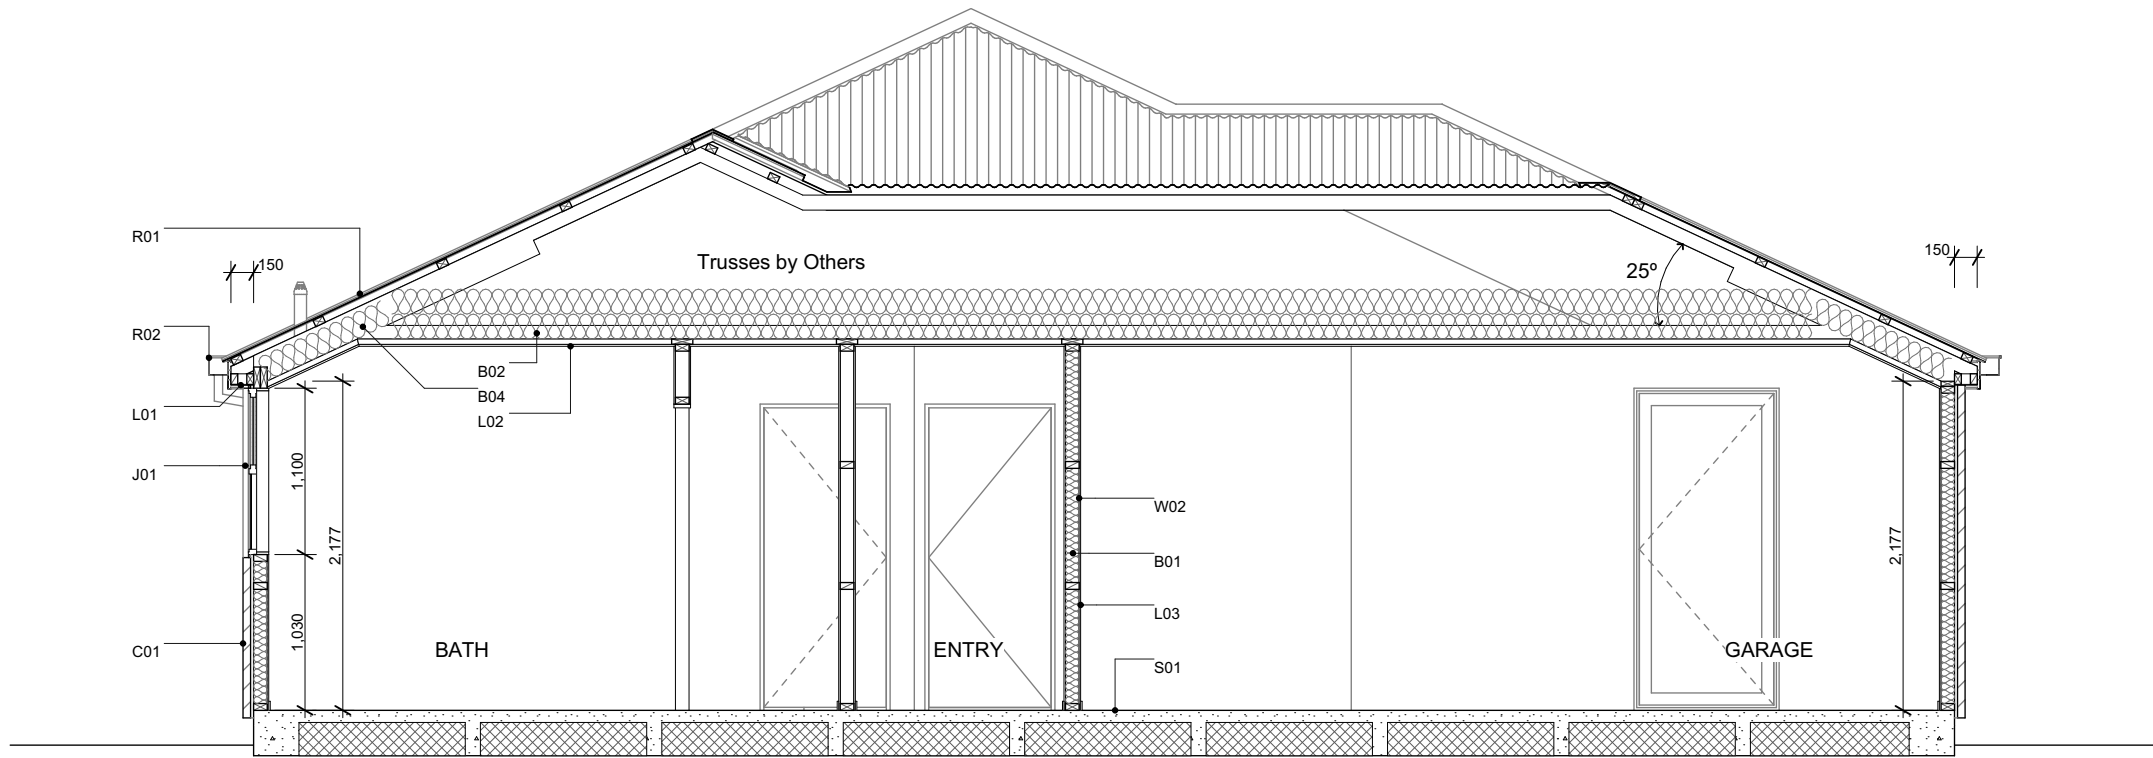 R01
150
Trusses by Others
25°
150
R02
B02
B04
L02
L01
J01
1,100
2,177
W02
2,177
B01
L03
1,030
C01
BATH
ENTRY
GARAGE
S01